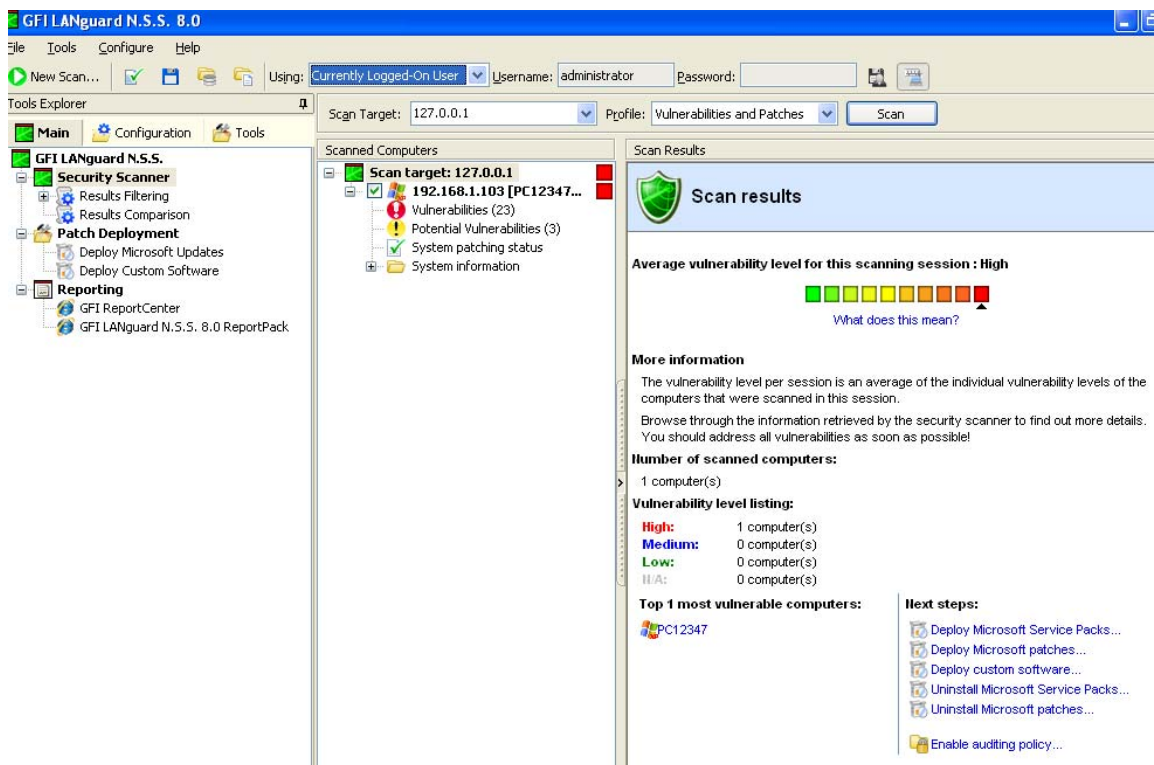 GFI LANguard N.S.S. 8.0
File Tools Configure Help
New Scan... Using: Currently Logged-On User Username: administrator Password:
Tools Explorer
Main Configuration Tools
GFI LANguard N.S.S.
Security Scanner
Results Filtering
Results Comparison
Patch Deployment
Deploy Microsoft Updates
Deploy Custom Software
Reporting
GFI ReportCenter
GFI LANguard N.S.S. 8.0 ReportPack
Scan Target: 127.0.0.1 Profile: Vulnerabilities and Patches Scan
Scanned Computers
Scan target: 127.0.0.1
192.168.1.103 [PC12347...
Vulnerabilities (23)
Potential Vulnerabilities (3)
System patching status
System information
Scan Results
Scan results
Average vulnerability level for this scanning session : High
What does this mean?
More information
The vulnerability level per session is an average of the individual vulnerability levels of the
computers that were scanned in this session.
Browse through the information retrieved by the security scanner to find out more details.
You should address all vulnerabilities as soon as possible!
Number of scanned computers:
1 computer(s)
Vulnerability level listing:
High: 1 computer(s)
Medium: 0 computer(s)
Low: 0 computer(s)
N/A: 0 computer(s)
Top 1 most vulnerable computers:
PC12347
Next steps:
Deploy Microsoft Service Packs...
Deploy Microsoft patches...
Deploy custom software...
Uninstall Microsoft Service Packs...
Uninstall Microsoft patches...
Enable auditing policy...